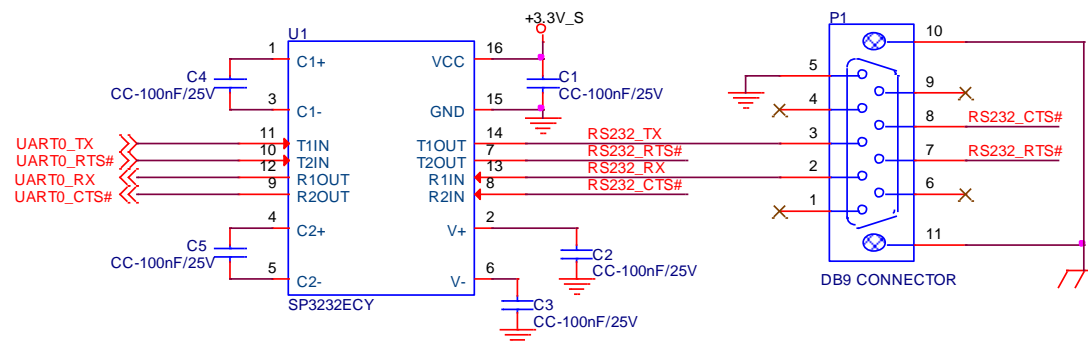 +3.3V_S
P1
U1
1
C1+
VCC
16
C4
CC-100nF/25V
C1
CC-100nF/25V
3
C1-
GND
15
UART0_TX
11
T1IN
T1OUT
14
RS232_TX
UART0_RTS#
10
T2IN
T2OUT
7
RS232_RTS#
UART0_RX
12
R1OUT
R1IN
13
RS232_RX
UART0_CTS#
9
R2OUT
R2IN
8
RS232_CTS#
4
C2+
V+
2
C5
CC-100nF/25V
C2
CC-100nF/25V
5
C2-
V-
6
SP3232ECY
C3
CC-100nF/25V
10
5
9
4
8
RS232_CTS#
3
7
RS232_RTS#
2
6
1
11
DB9 CONNECTOR